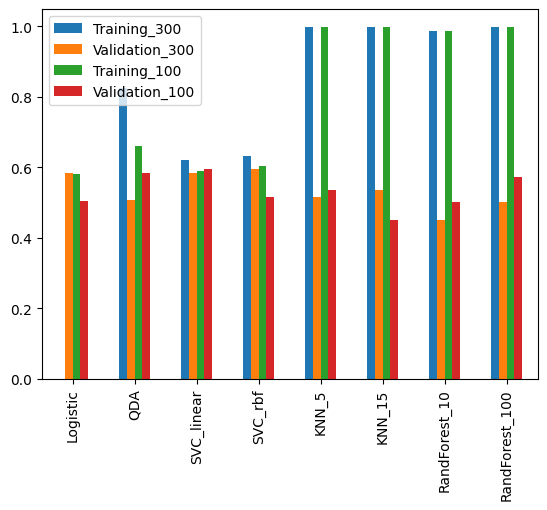 Training_300
Validation_300
Training_100
Validation_100
1.0
0.8
0.6
0.4
0.2
0.0
Logistic
QDA
SVC_linear
SVC_rbf
KNN_5
KNN_15
RandForest_10
RandForest_100